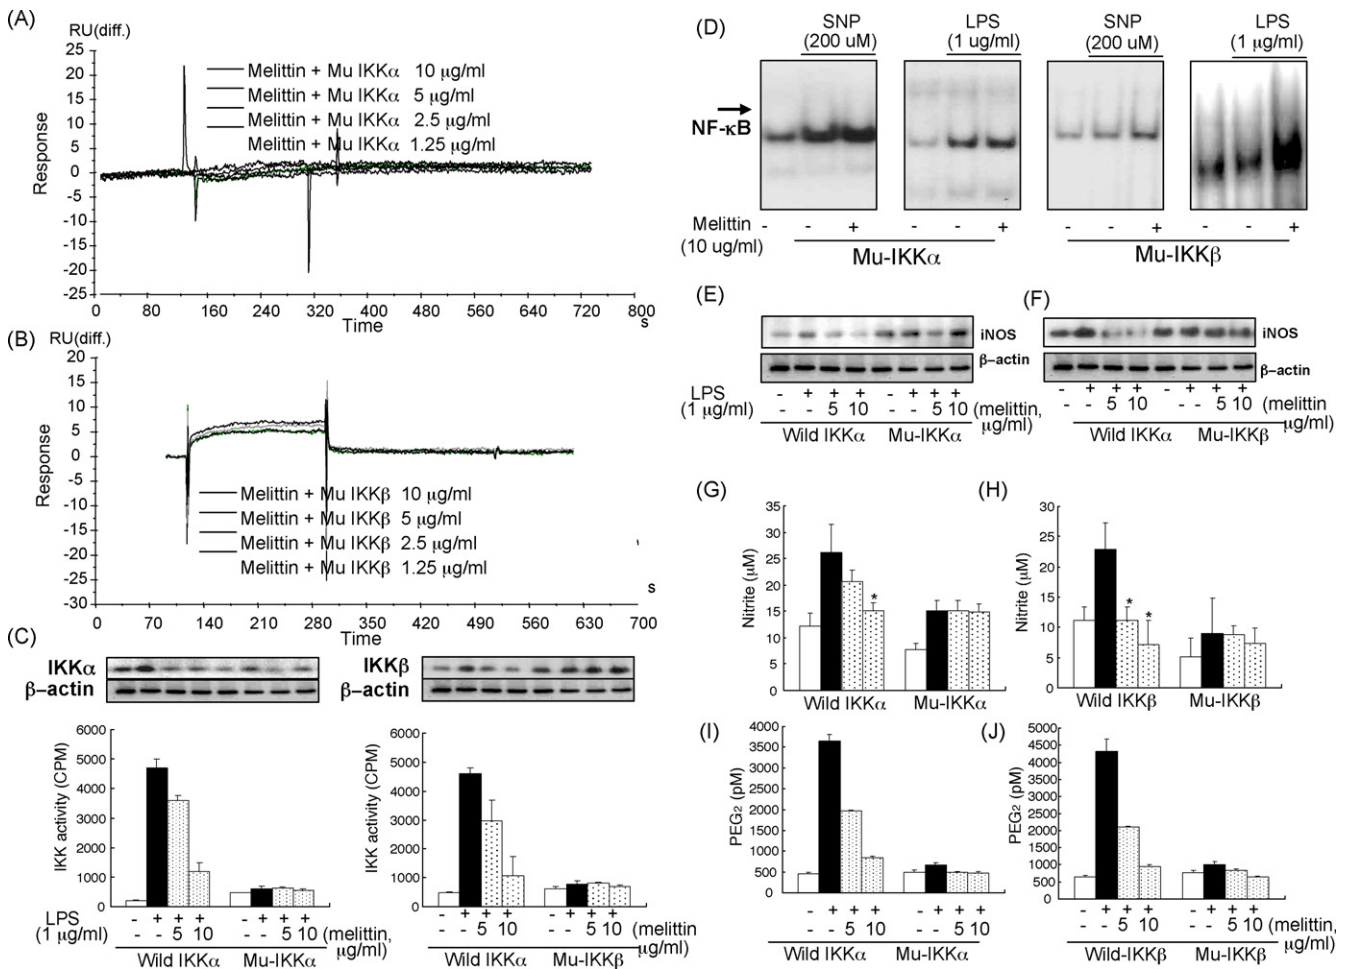 (A)
RU(diff.)
25
20
15
10
5
0
-5
-10
-15
-20
-25
Response
Melittin + Mu IKKα 10 μg/ml
Melittin + Mu IKKα 5 μg/ml
Melittin + Mu IKKα 2.5 μg/ml
Melittin + Mu IKKα 1.25 μg/ml
0 80 160 240 320 400 480 560 640 720 800
Time
s
(B)
RU(diff.)
20
15
10
5
0
-5
-10
-15
-20
-25
-30
Response
Melittin + Mu IKKβ 10 μg/ml
Melittin + Mu IKKβ 5 μg/ml
Melittin + Mu IKKβ 2.5 μg/ml
Melittin + Mu IKKβ 1.25 μg/ml
s
0 70 140 210 280 350 420 490 560 630 700
Time
(C)
IKKα
β–actin
IKKβ
β–actin
6000
5000
4000
3000
2000
1000
0
IKK activity (CPM)
LPS - + + + - + + +
(1 μg/ml) - - 5 10 - - 5 10 (melittin, μg/ml)
Wild IKKα Mu-IKKα
6000
5000
4000
3000
2000
1000
0
IKK activity (CPM)
- + + + - + + +
- - 5 10 - - 5 10 (melittin μg/ml)
Wild IKKα Mu-IKKβ
(D)
SNP
(200 uM)
LPS
(1 ug/ml)
SNP
(200 uM)
LPS
(1 μg/ml)
NF-κB
Melittin - - + - - + - - + - - +
(10 ug/ml)
Mu-IKKα
Mu-IKKβ
(E)
iNOS
β–actin
LPS - + + + - + + +
(1 μg/ml) - - 5 10 - - 5 10 (melittin, μg/ml)
Wild IKKα Mu-IKKα
(F)
iNOS
β–actin
- + + + - + + +
- - 5 10 - - 5 10 (melittin μg/ml)
Wild IKKα Mu-IKKβ
(G)
35
30
25
20
15
10
5
0
Nitrite (μM)
*
Wild IKKα Mu-IKKα
(H)
30
25
20
15
10
5
0
Nitrite (μM)
* *
Wild IKKβ Mu-IKKβ
(I)
4000
3500
3000
2500
2000
1500
1000
500
0
PEG2 (pM)
- + + + - + + +
- - 5 10 - - 5 10
Wild IKKα Mu-IKKα
(J)
5000
4500
4000
3500
3000
2500
2000
1500
1000
500
0
PEG2 (pM)
- + + + - + + +
- - 5 10 - - 5 10 (melittin, μg/ml)
Wild-IKKβ Mu-IKKβ